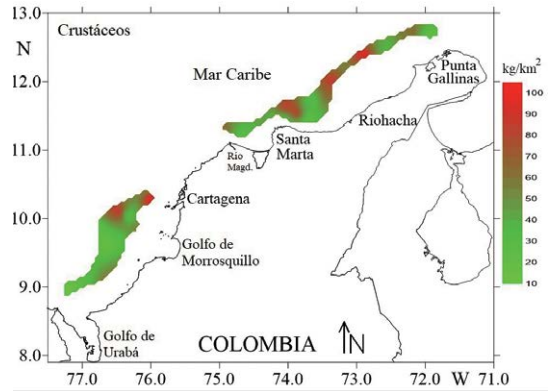 13.0
Crustáceos
N
Mar Caribe
Punta
Gallinas
kg/km²
100
90
80
70
60
50
40
30
20
10
12.0
Riohacha
Santa
Marta
Rio
Magd.
11.0
Cartagena
10.0
Golfo de
Morrosquillo
9.0
Golfo de
Urabá
COLOMBIA
N
8.0
77.0 76.0 75.0 74.0 73.0 72.0 W 71.0